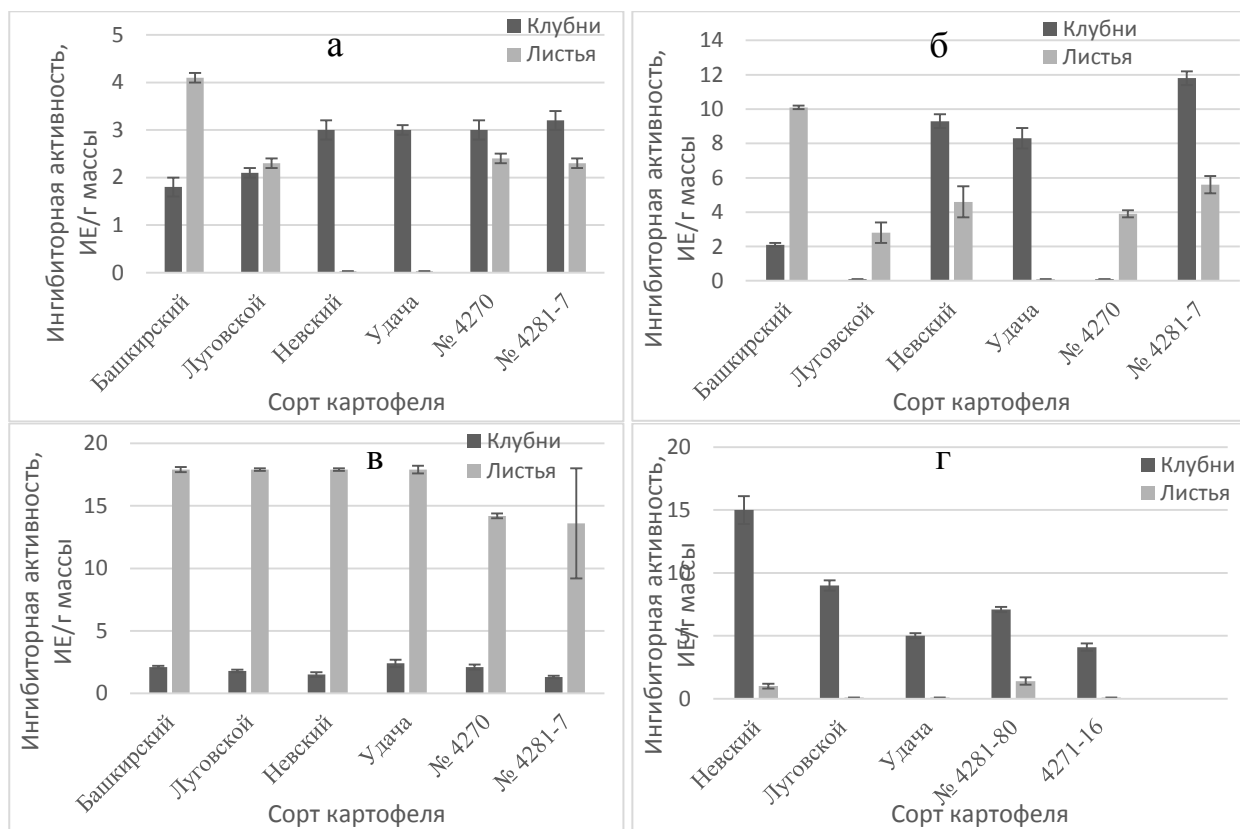 а
Клубни
Листья
Ингибиторная активность,
ИЕ/г массы
5
4
3
2
1
0
Башкирский
Луговской
Невский
Удача
№ 4270
№ 4281-7
Сорт картофеля
б
Клубни
Листья
Ингибиторная активность,
ИЕ/г массы
14
12
10
8
6
4
2
0
Башкирский
Луговской
Невский
Удача
№ 4270
№ 4281-7
Сорт картофеля
в
Клубни
Листья
Ингибиторная активность,
ИЕ/г массы
20
15
10
5
0
Башкирский
Луговской
Невский
Удача
№ 4270
№ 4281-7
Сорт картофеля
г
Клубни
Листья
Ингибиторная активность,
ИЕ/г массы
20
15
10
5
0
Невский
Луговской
Удача
№ 4281-80
4271-16
Сорт картофеля